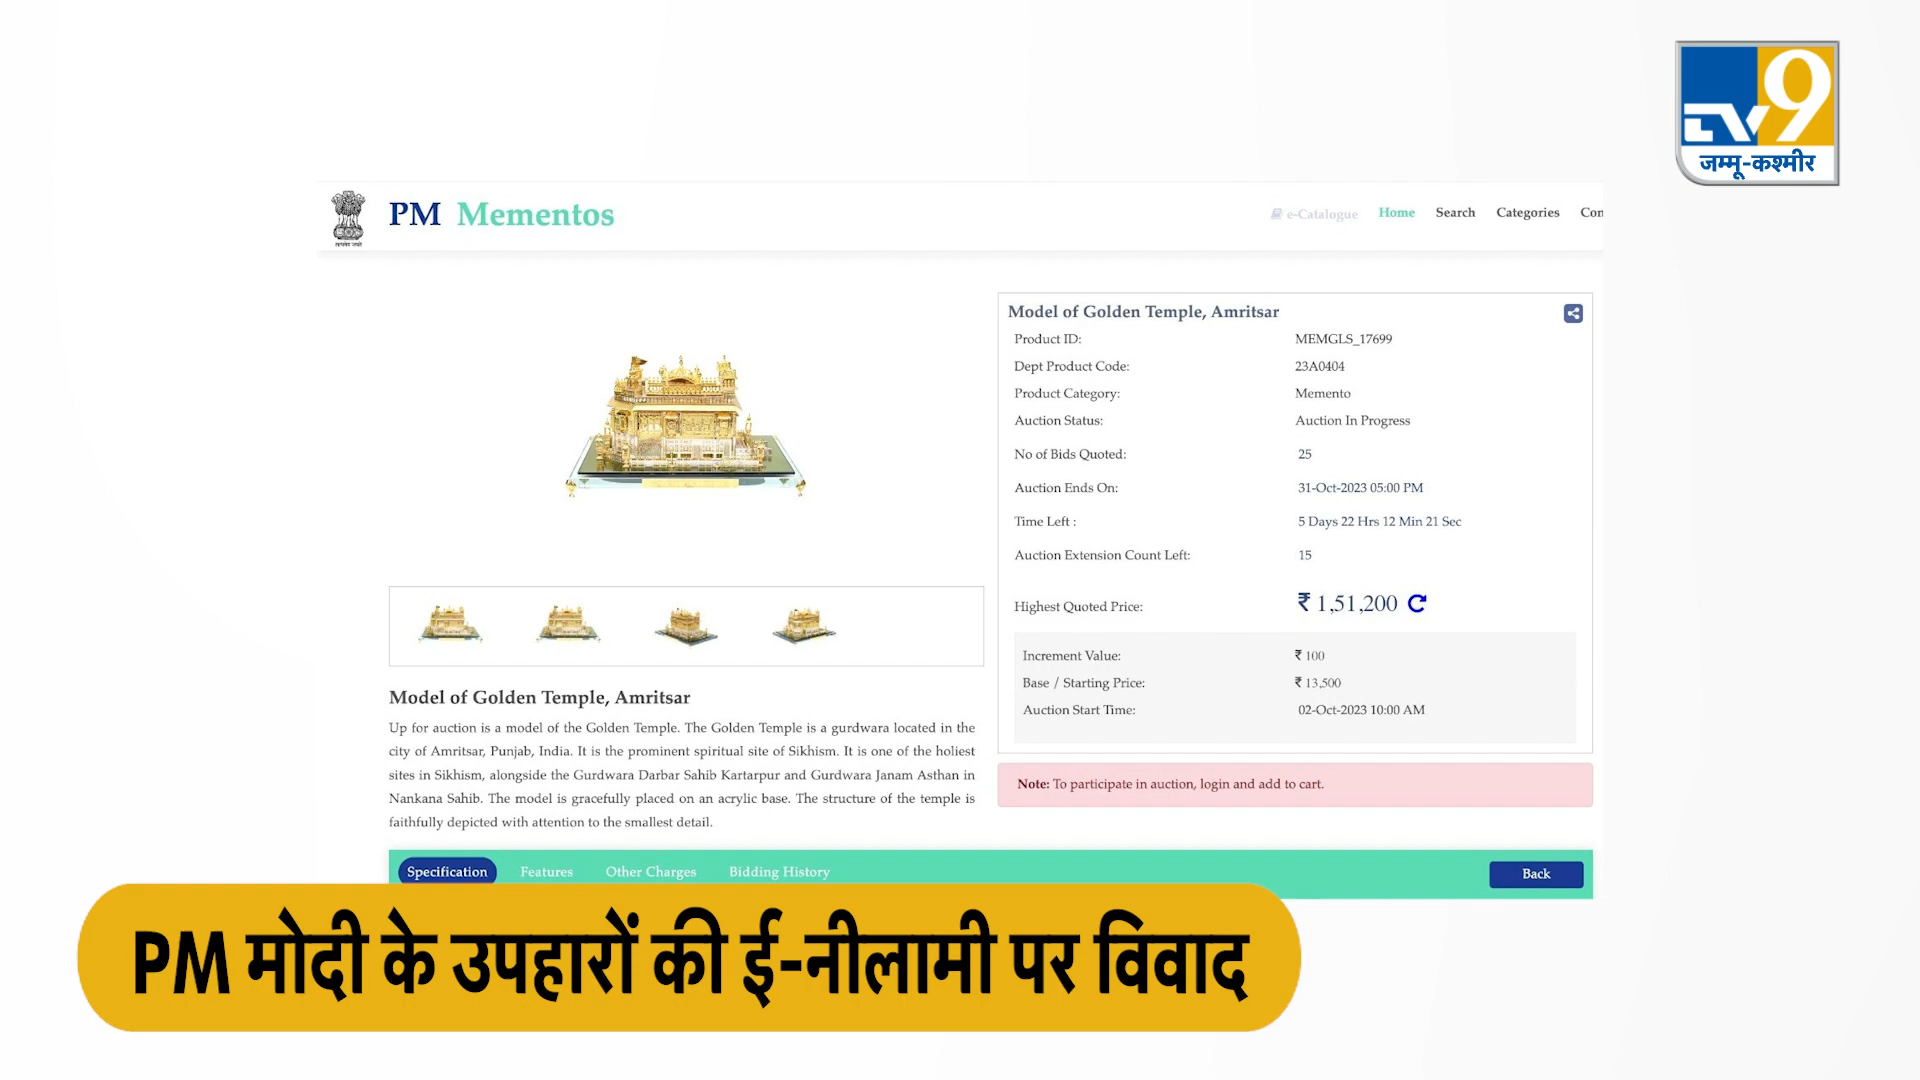 TV9
जम्मू-कश्मीर
PM Mementos
e-Catalogue Home Search Categories Con
Model of Golden Temple, Amritsar
Product ID: MEMGLS_17699
Dept Product Code: 23A0404
Product Category: Memento
Auction Status: Auction In Progress
No of Bids Quoted: 25
Auction Ends On: 31-Oct-2023 05:00 PM
Time Left : 5 Days 22 Hrs 12 Min 21 Sec
Auction Extension Count Left: 15
Highest Quoted Price: ₹ 1,51,200
Increment Value: ₹ 100
Base / Starting Price: ₹ 13,500
Auction Start Time: 02-Oct-2023 10:00 AM
Note: To participate in auction, login and add to cart.
Model of Golden Temple, Amritsar
Up for auction is a model of the Golden Temple. The Golden Temple is a gurdwara located in the
city of Amritsar, Punjab, India. It is the prominent spiritual site of Sikhism. It is one of the holiest
sites in Sikhism, alongside the Gurdwara Darbar Sahib Kartarpur and Gurdwara Janam Asthan in
Nankana Sahib. The model is gracefully placed on an acrylic base. The structure of the temple is
faithfully depicted with attention to the smallest detail.
Specification Features Other Charges Bidding History Back
PM मोदी के उपहारों की ई-नीलामी पर विवाद